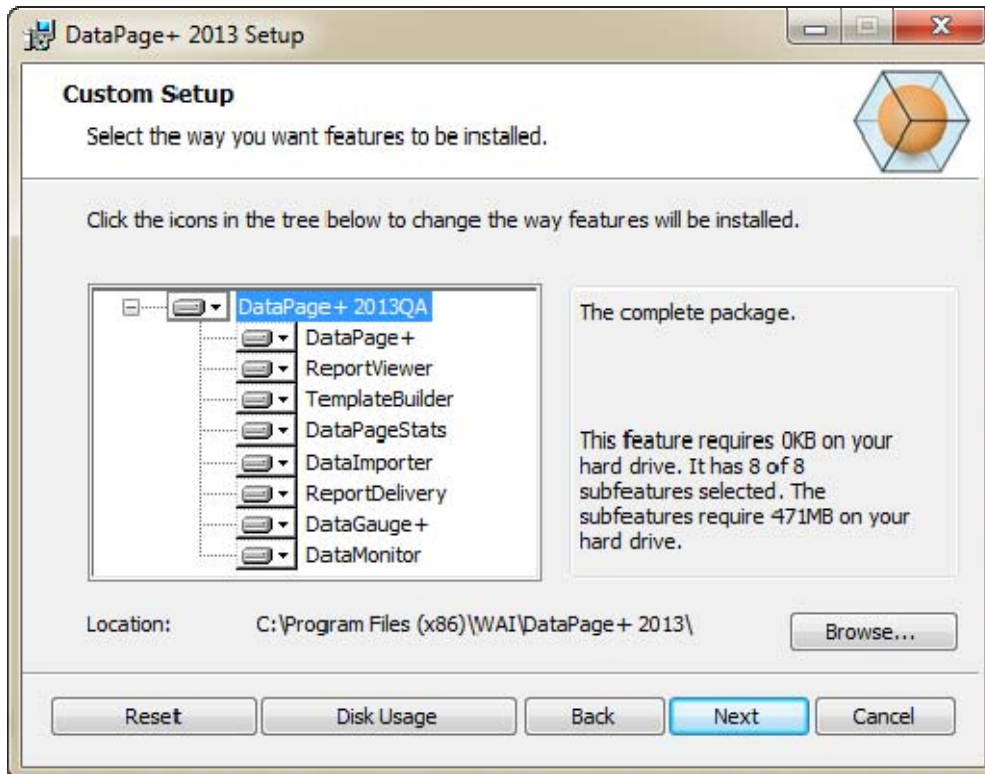 DataPage+ 2013 Setup
Custom Setup
Select the way you want features to be installed.
Click the icons in the tree below to change the way features will be installed.
DataPage+ 2013QA
DataPage+
ReportViewer
TemplateBuilder
DataPageStats
DataImporter
ReportDelivery
DataGauge+
DataMonitor
The complete package.
This feature requires 0KB on your
hard drive. It has 8 of 8
subfeatures selected. The
subfeatures require 471MB on your
hard drive.
Location: C:\Program Files (x86)\WAI\DataPage+ 2013\
Browse...
Reset Disk Usage Back Next Cancel